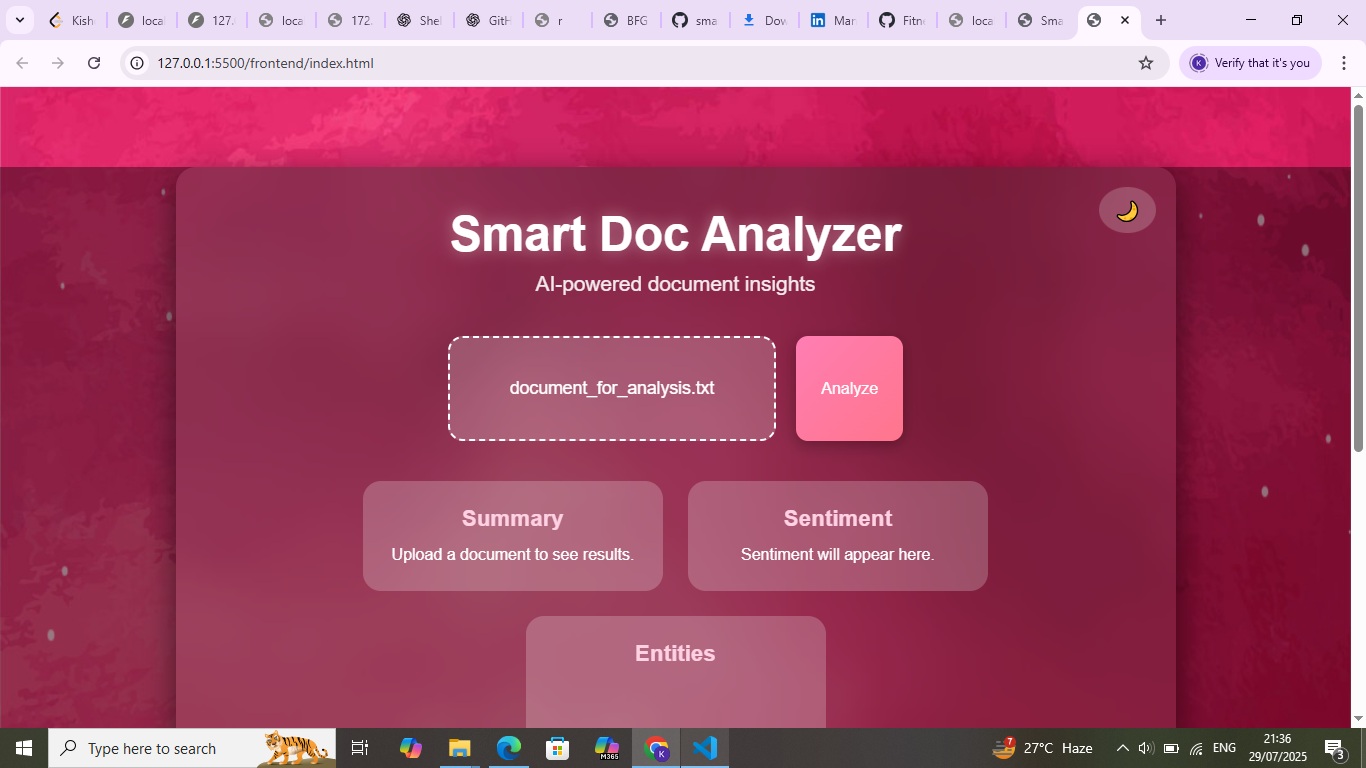 Kisho
loca
127.
loca
172.
Shel
GitH
r
BFG
sma
Dow
Man
Fitn
loca
Sma
127.0.0.1:5500/frontend/index.html
Verify that it's you
Smart Doc Analyzer
AI-powered document insights
document_for_analysis.txt
Analyze
Summary
Upload a document to see results.
Sentiment
Sentiment will appear here.
Entities
Type here to search
M365
7
27°C Haze
ENG
21:36
29/07/2025
3